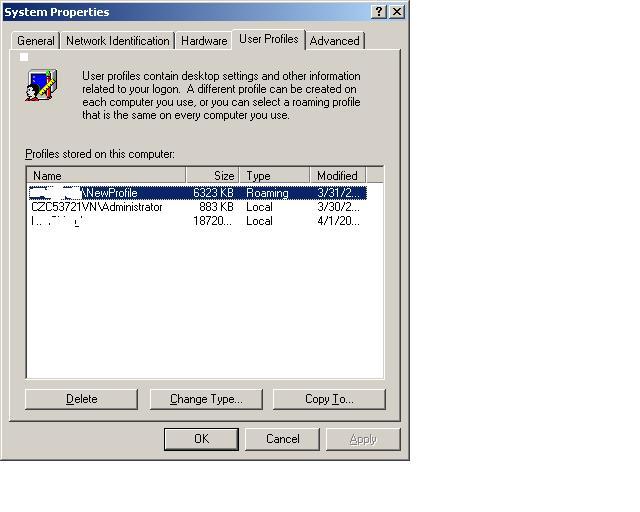 System Properties
General Network Identification Hardware User Profiles Advanced
User profiles contain desktop settings and other information
related to your logon. A different profile can be created on
each computer you use, or you can select a roaming profile
that is the same on every computer you use.
Profiles stored on this computer:
Name Size Type Modified
\NewProfile 6323 KB Roaming 3/31/2...
CZC53721VN\Administrator 883 KB Local 3/30/2...
18720... Local 4/1/20...
Delete Change Type... Copy To...
OK Cancel Apply